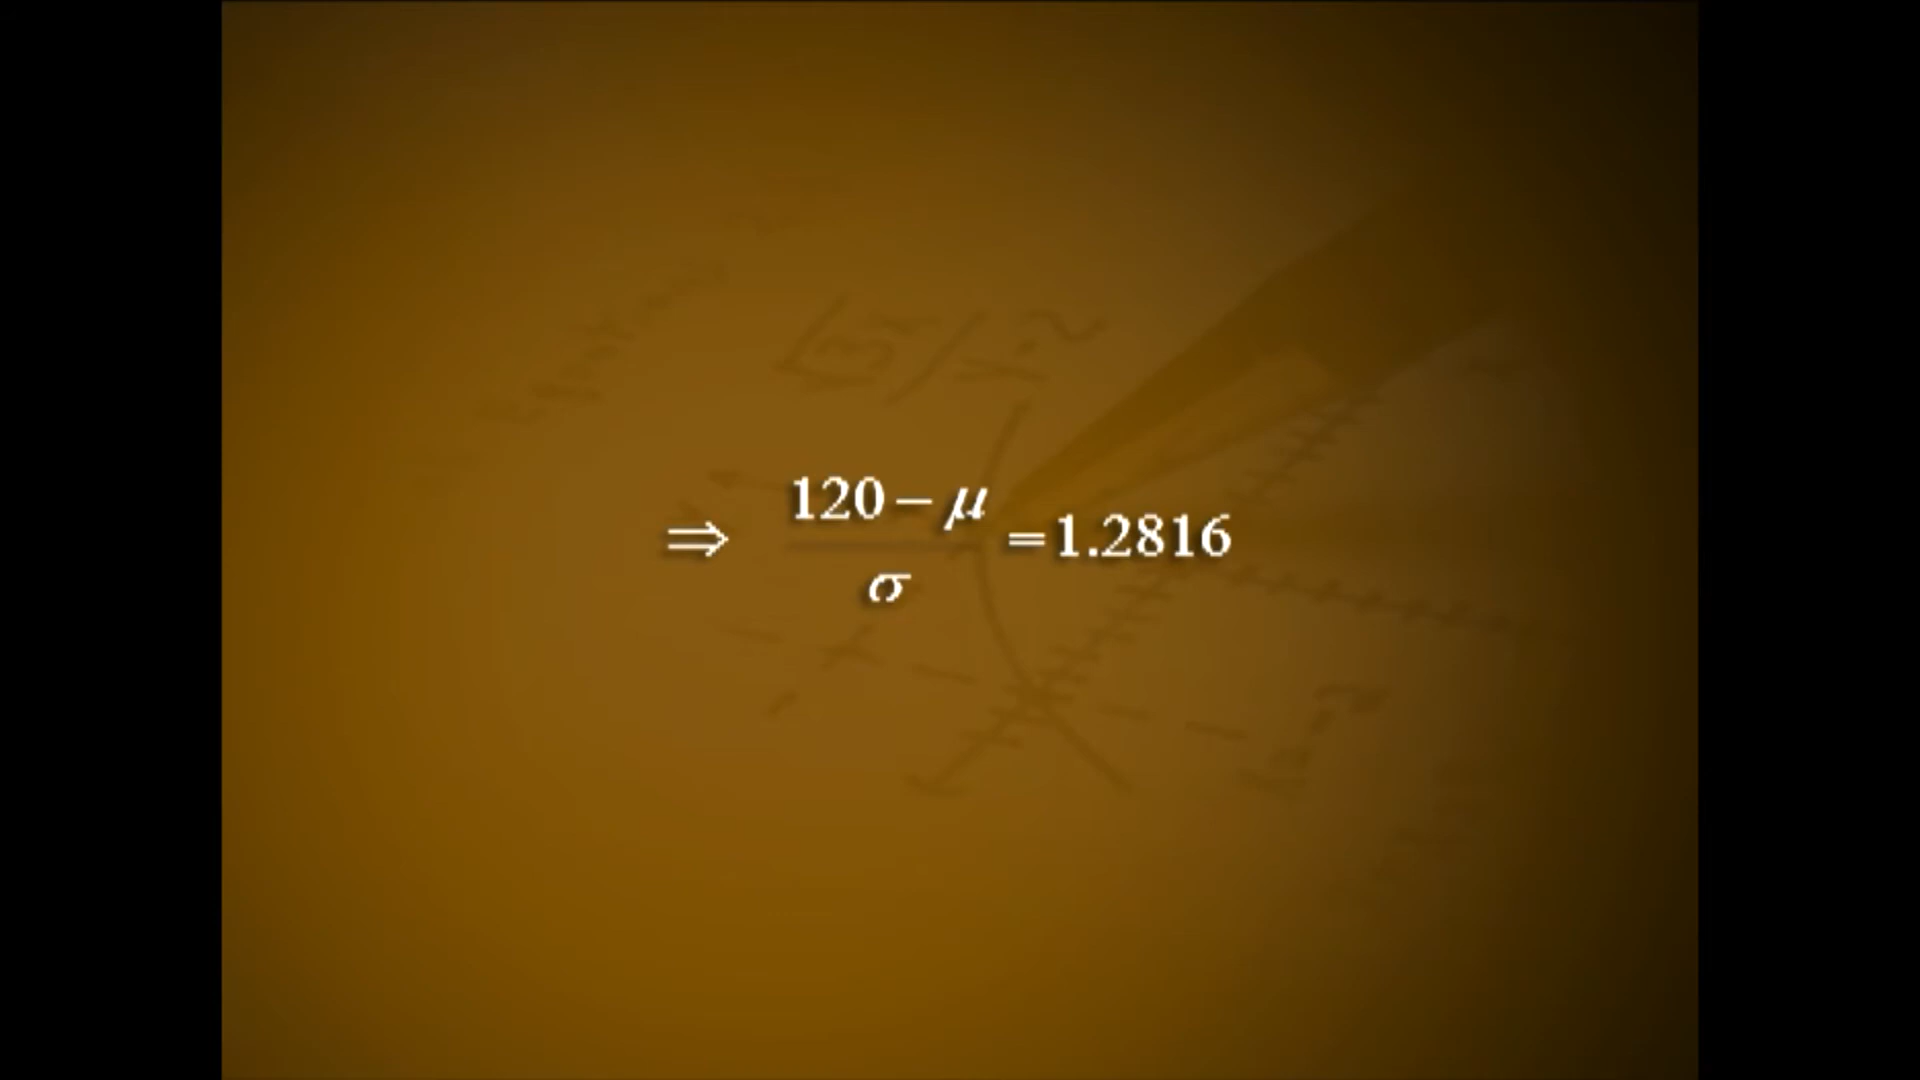 ⇒ (120 − μ)/σ = 1.2816